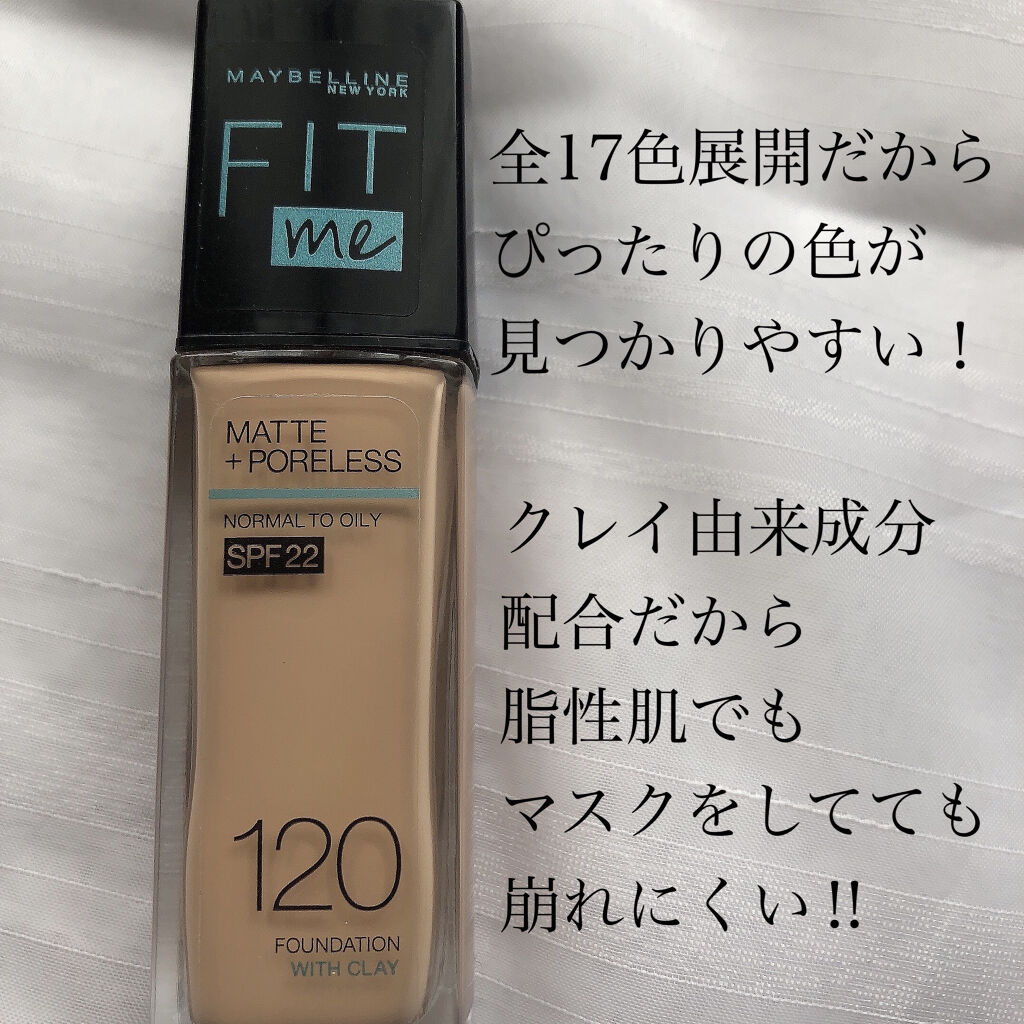 MAYBELLINE
NEW YORK
FIT
me
MATTE
+ PORELESS
NORMAL TO OILY
SPF 22
120
FOUNDATION
WITH CLAY
全17色展開だから
ぴったりの色が
見つかりやすい！
クレイ由来成分
配合だから
脂性肌でも
マスクをしてても
崩れにくい‼